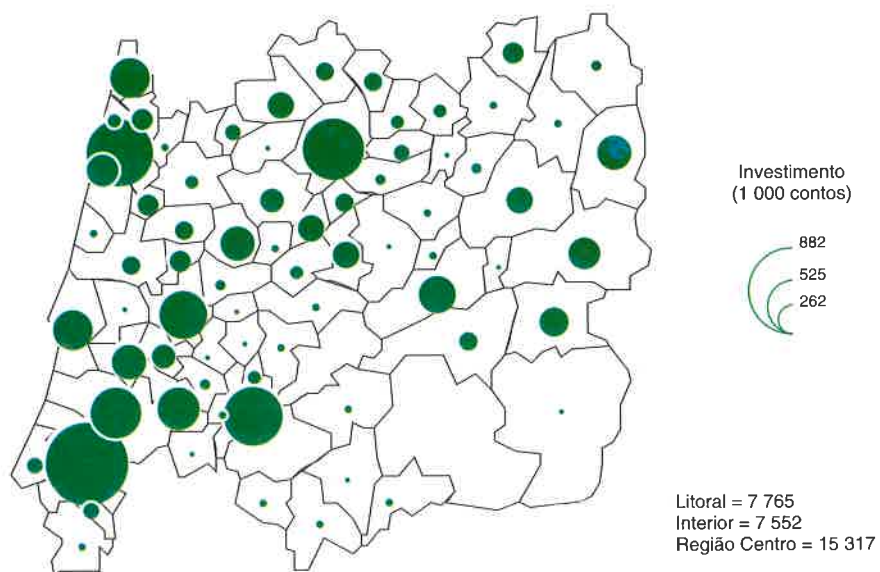 Investimento
(1 000 contos)
882
525
262
Litoral = 7 765
Interior = 7 552
Região Centro = 15 317